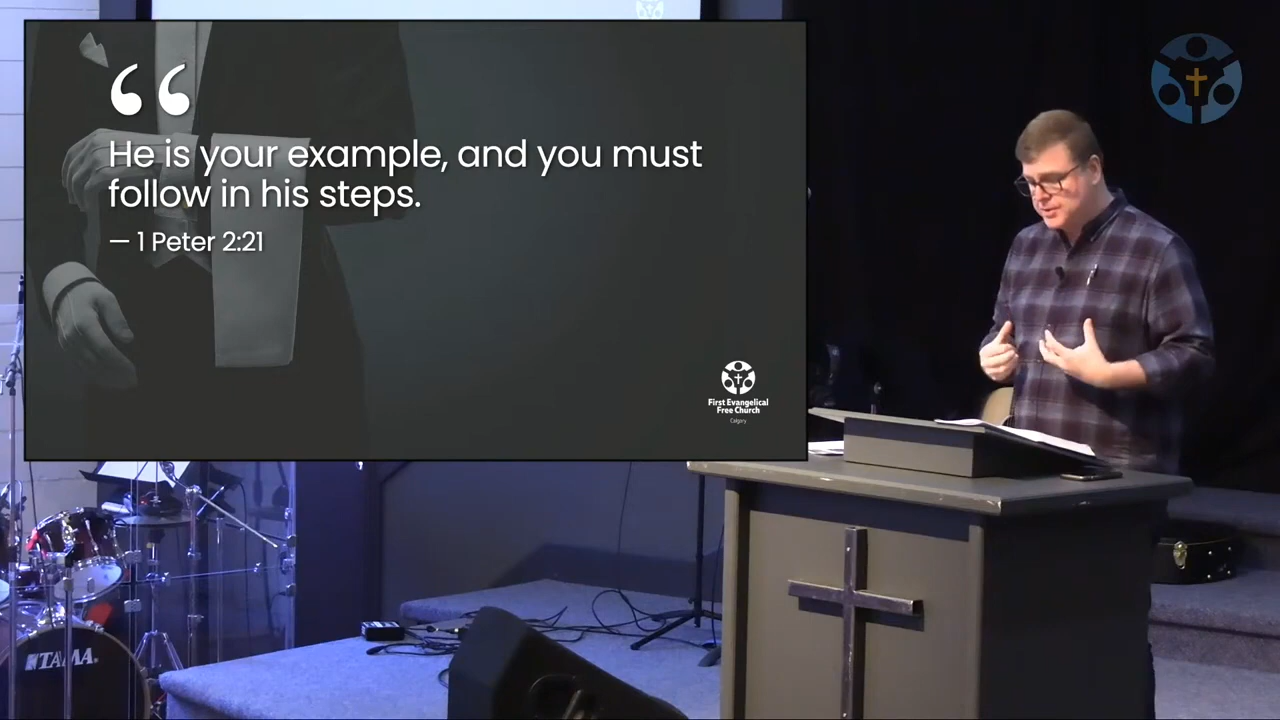 He is your example, and you must
follow in his steps.
— 1 Peter 2:21
First Evangelical
Free Church
Calgary
TAMA